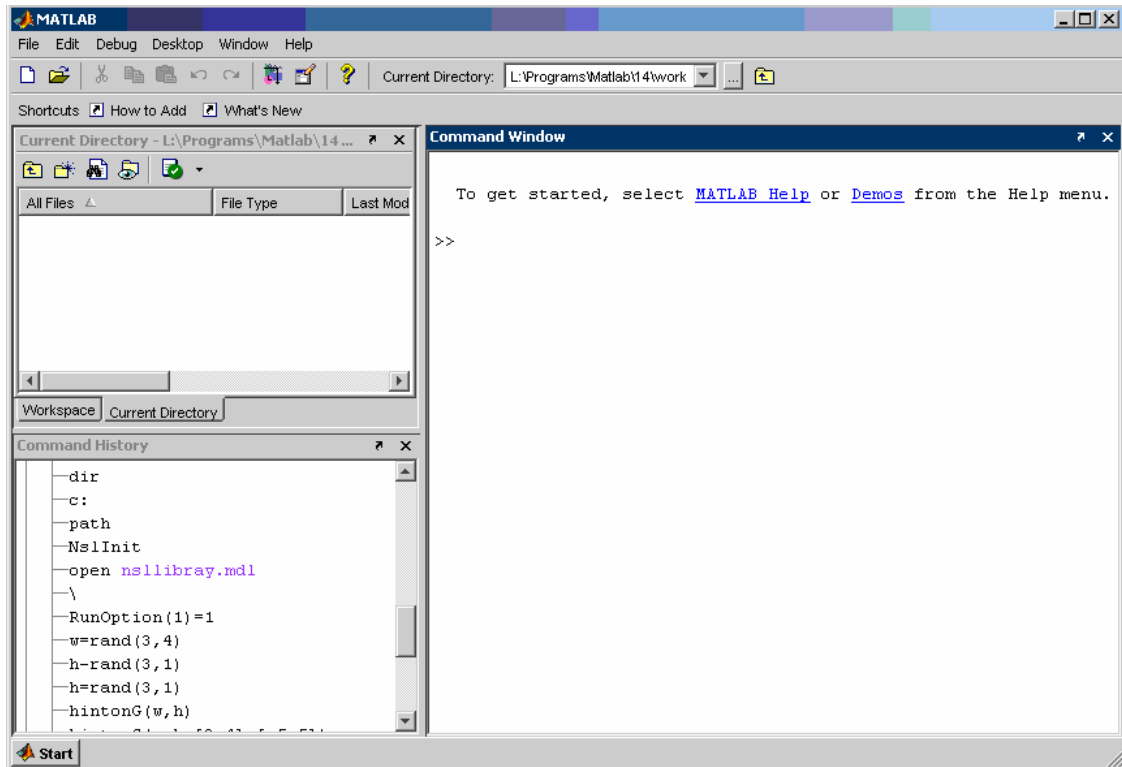 MATLAB
File Edit Debug Desktop Window Help
Current Directory: L:\Programs\Matlab\14\work ...
Shortcuts How to Add What's New
Current Directory - L:\Programs\Matlab\14...
All Files File Type Last Mod
Workspace Current Directory
Command History
dir
c:
path
NslInit
open nsllibray.mdl
\
RunOption(1)=1
w=rand(3,4)
h-rand(3,1)
h=rand(3,1)
hintonG(w,h)
Command Window
To get started, select MATLAB Help or Demos from the Help menu.
>>
Start